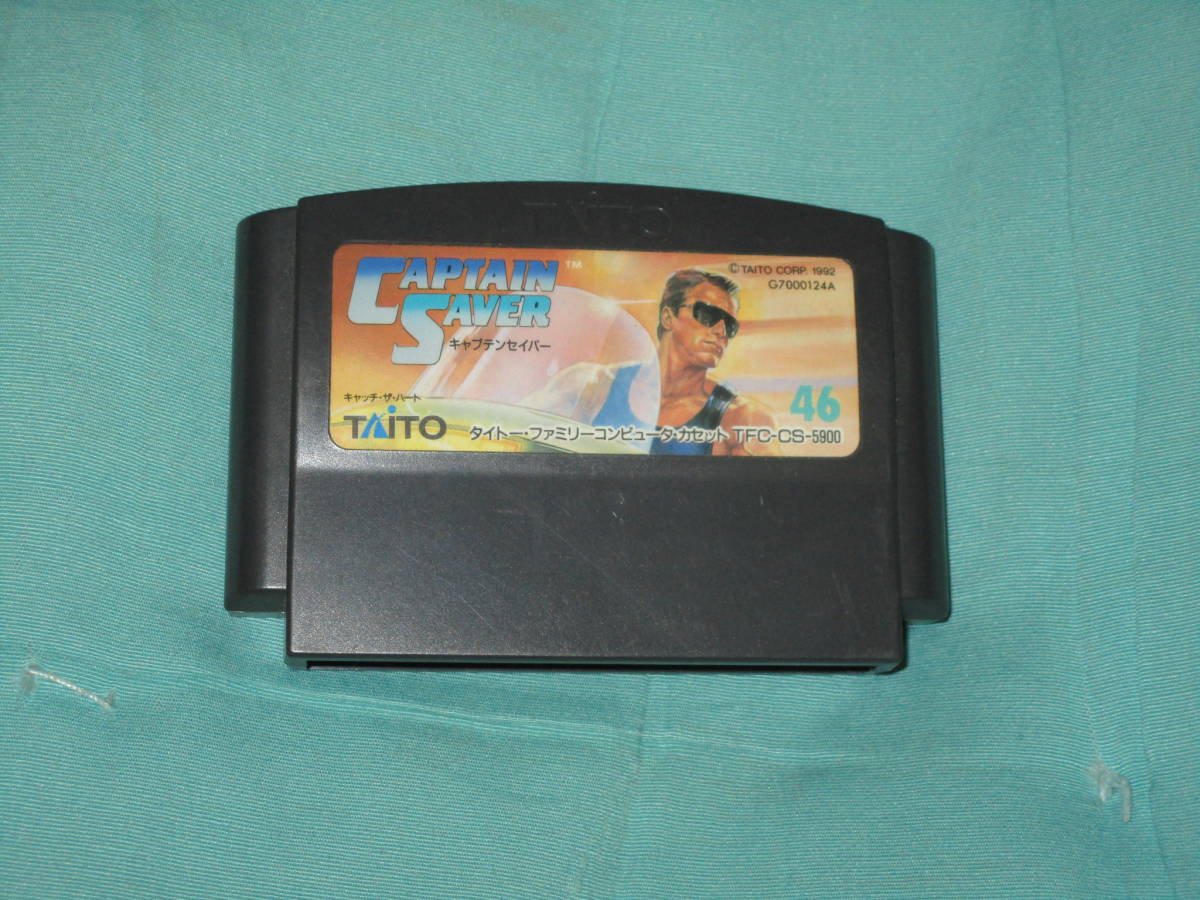 TAITO
CAPTAIN SAVER™
キャプテンセイバー
©TAITO CORP. 1992
G7000124A
46
キャッチ・ザ・ハート
TAITO
タイトー・ファミリーコンピュータ・カセット TFC-CS-5900